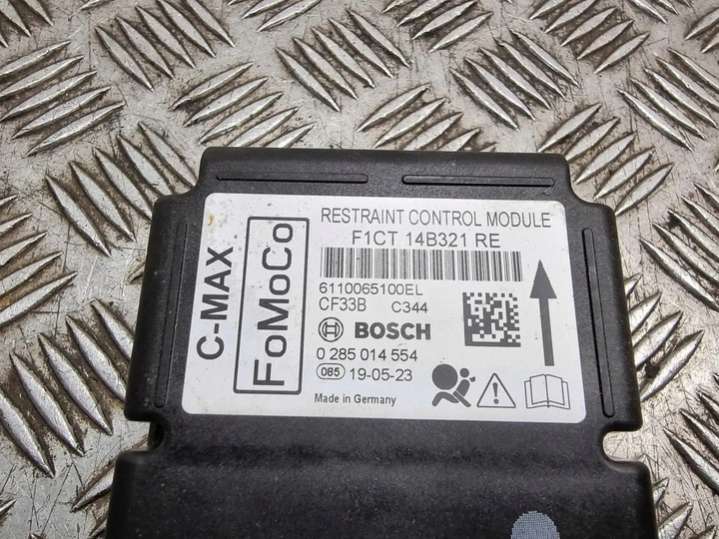 C-MAX
FoMoCo
RESTRAINT CONTROL MODULE
F1CT 14B321 RE
6110065100EL
CF33B C344
BOSCH
0 285 014 554
085 19-05-23
Made in Germany